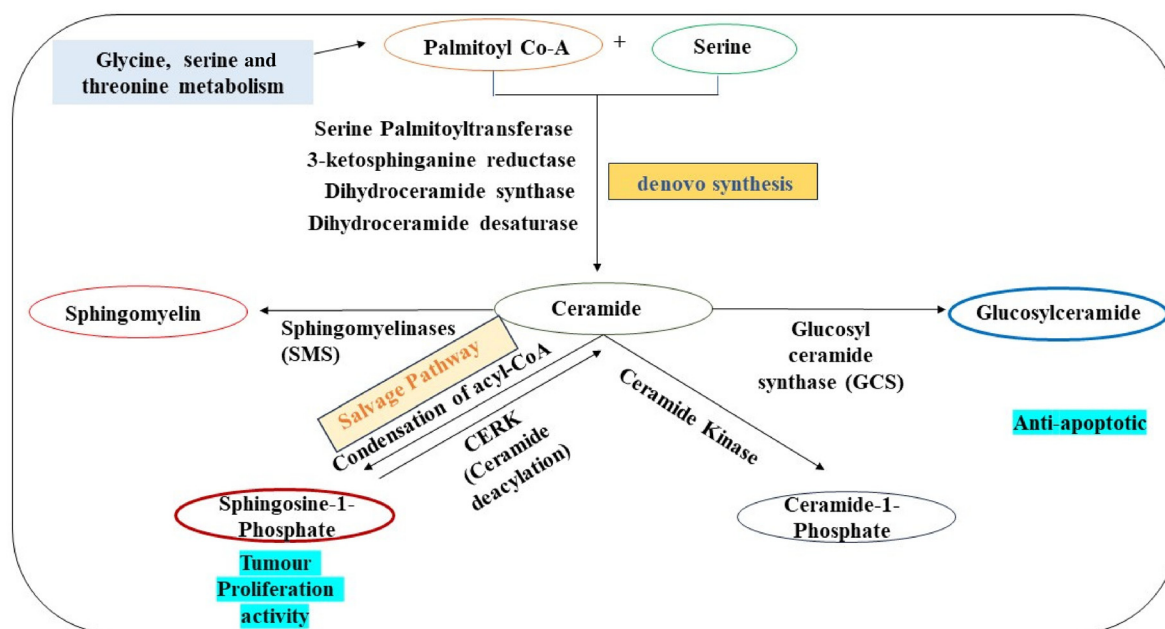 Palmitoyl Co-A
+
Serine
Glycine, serine and
threonine metabolism
Serine Palmitoyltransferase
3-ketosphinganine reductase
Dihydroceramide synthase
Dihydroceramide desaturase
denovo synthesis
Sphingomyelin
Sphingomyelinases
(SMS)
Ceramide
Glucosyl
ceramide
synthase (GCS)
Glucosylceramide
Salvage Pathway
Condensation of acyl-CoA
CERK
(Ceramide
deacylation)
Ceramide Kinase
Anti-apoptotic
Sphingosine-1-
Phosphate
Ceramide-1-
Phosphate
Tumour
Proliferation
activity